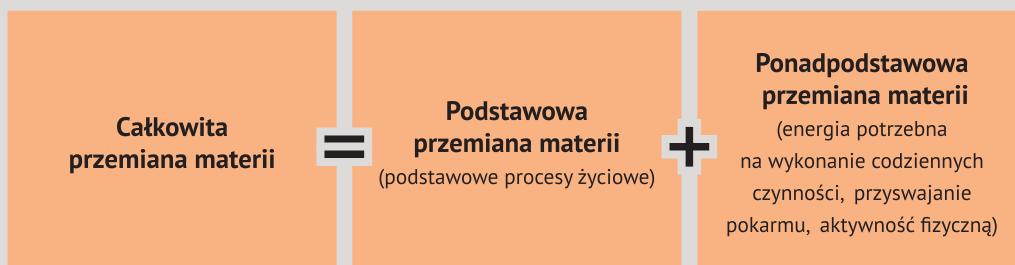 Całkowita
przemiana materii
=
Podstawowa
przemiana materii
(podstawowe procesy życiowe)
+
Ponadpodstawowa
przemiana materii
(energia potrzebna
na wykonanie codziennych
czynności, przyswajanie
pokarmu, aktywność fizyczną)